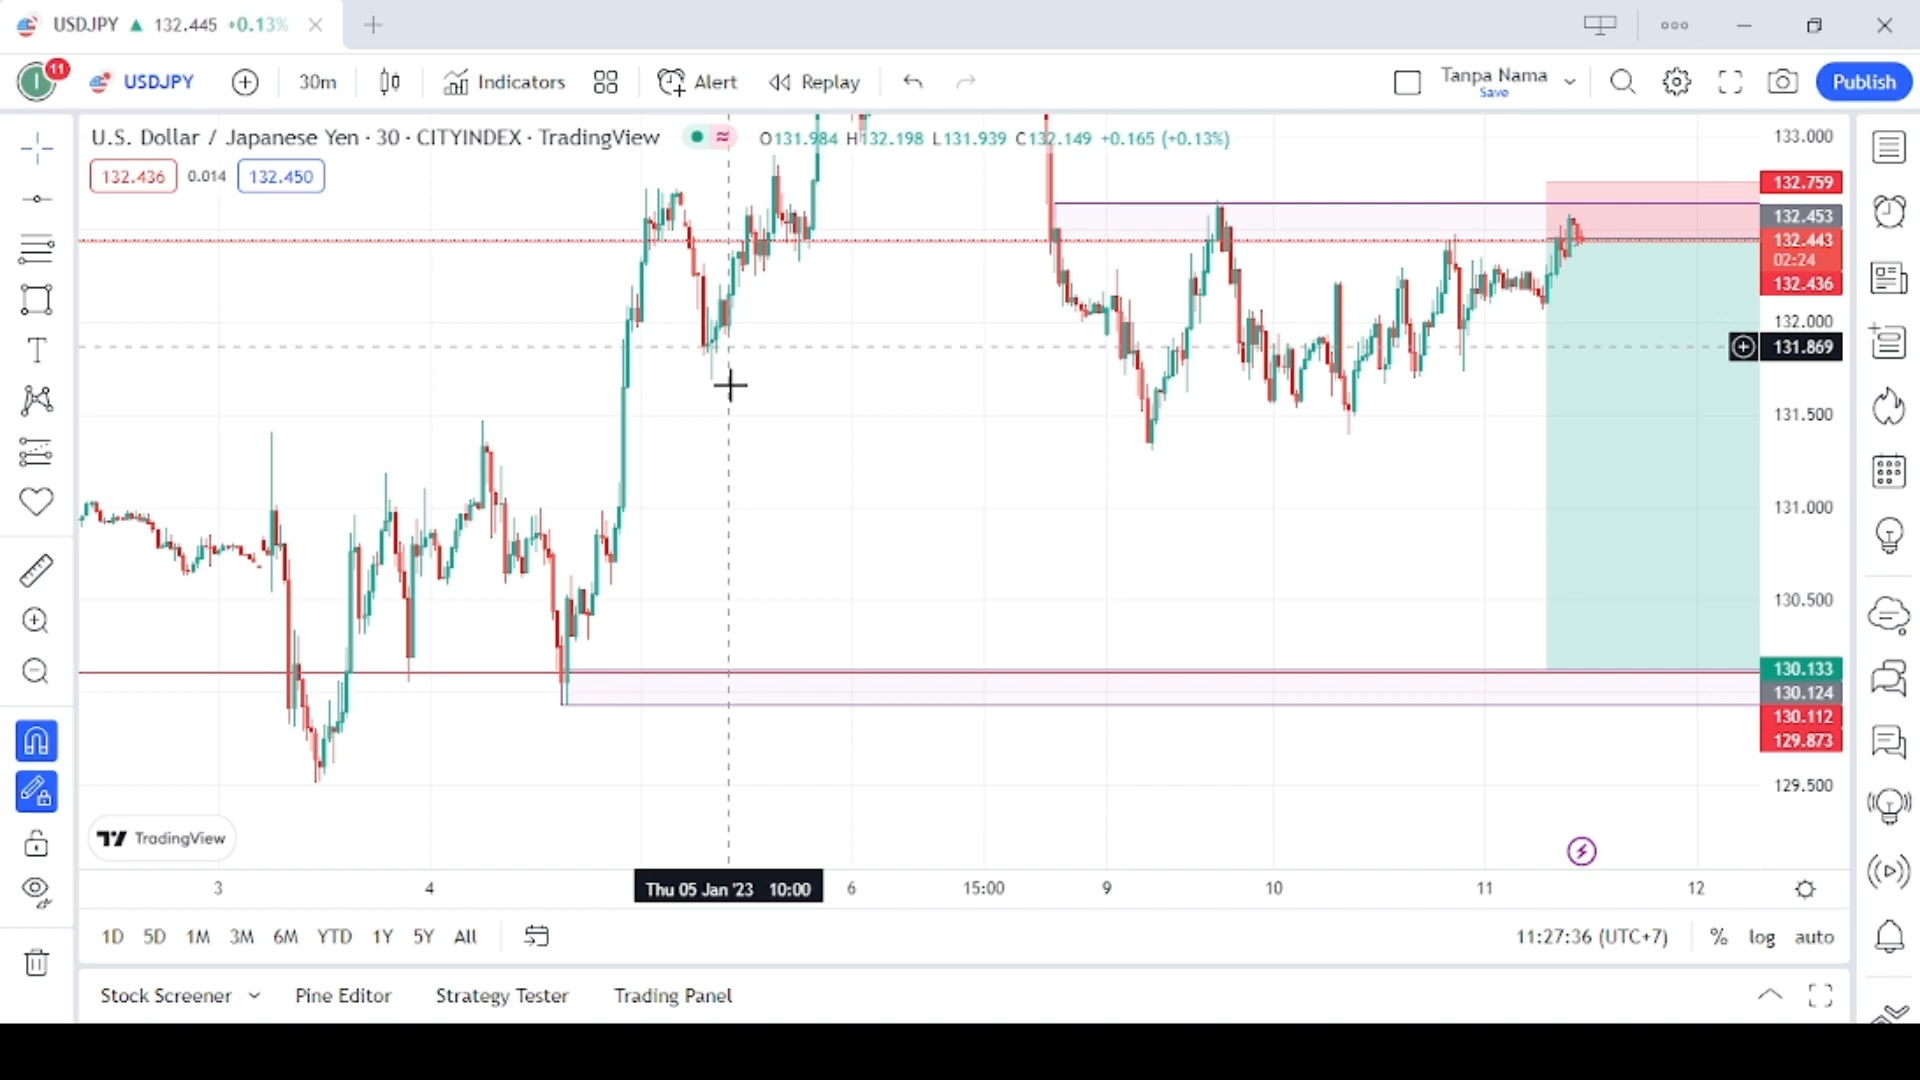 USDJPY ▲ 132.445 +0.13%
11 USDJPY 30m Indicators Alert Replay Tanpa Nama Save Publish
U.S. Dollar / Japanese Yen · 30 · CITYINDEX · TradingView O131.984 H132.198 L131.939 C132.149 +0.165 (+0.13%)
132.436 0.014 132.450
133.000
132.759
132.453
132.443
02:24
132.436
132.000
131.869
131.500
131.000
130.500
130.133
130.124
130.112
129.873
129.500
TradingView
3 4 Thu 05 Jan '23 10:00 6 15:00 9 10 11 12
1D 5D 1M 3M 6M YTD 1Y 5Y All 11:27:36 (UTC+7) % log auto
Stock Screener Pine Editor Strategy Tester Trading Panel